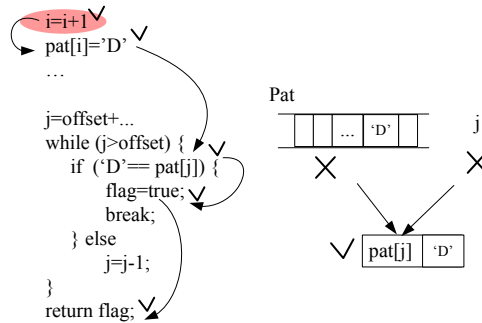 i=i+1
pat[i]=’D’
...
j=offset+...
while (j>offset) {
if (‘D’== pat[j]) {
flag=true;
break;
} else
j=j-1;
}
return flag;
Pat
... ‘D’
j
pat[j] ‘D’